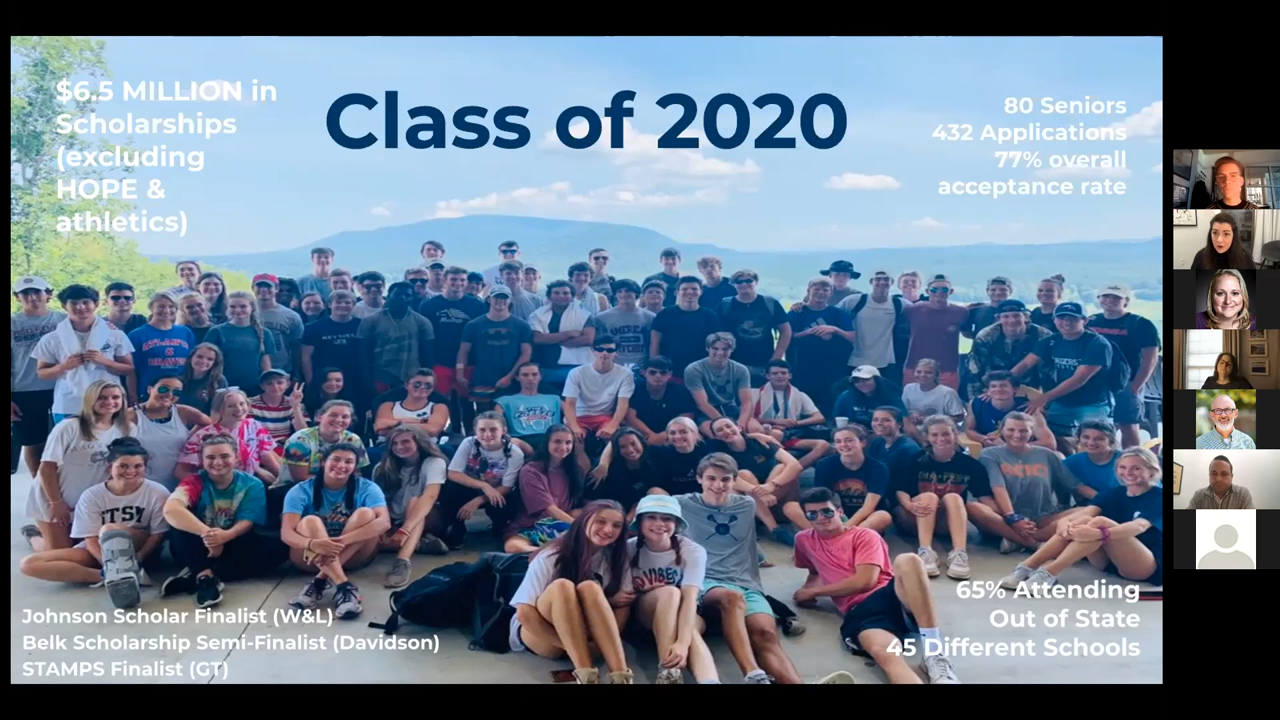 $6.5 MILLION in
Scholarships
(excluding
HOPE &
athletics)
Class of 2020
80 Seniors
432 Applications
77% overall
acceptance rate
ETSY
VIBES
Johnson Scholar Finalist (W&L)
Belk Scholarship Semi-Finalist (Davidson)
STAMPS Finalist (GT)
65% Attending
Out of State
45 Different Schools